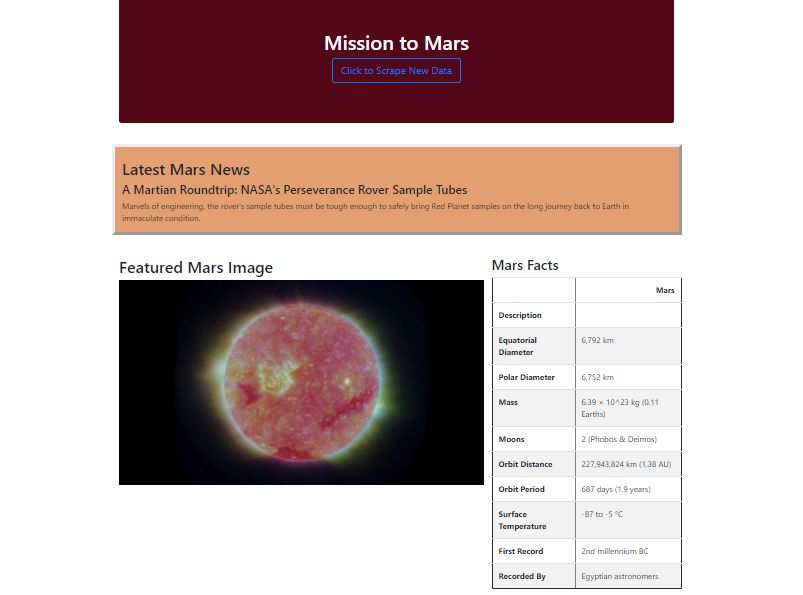 Mission to Mars
Click to Scrape New Data
Latest Mars News
A Martian Roundtrip: NASA's Perseverance Rover Sample Tubes
Marvels of engineering, the rover's sample tubes must be tough enough to safely bring Red Planet samples on the long journey back to Earth in
immaculate condition.
Featured Mars Image
Mars Facts
Mars
Description
Equatorial Diameter 6,792 km
Polar Diameter 6,752 km
Mass 6.39 × 10^23 kg (0.11
Earths)
Moons 2 (Phobos & Deimos)
Orbit Distance 227,943,824 km (1.38 AU)
Orbit Period 687 days (1.9 years)
Surface Temperature -87 to -5 °C
First Record 2nd millennium BC
Recorded By Egyptian astronomers